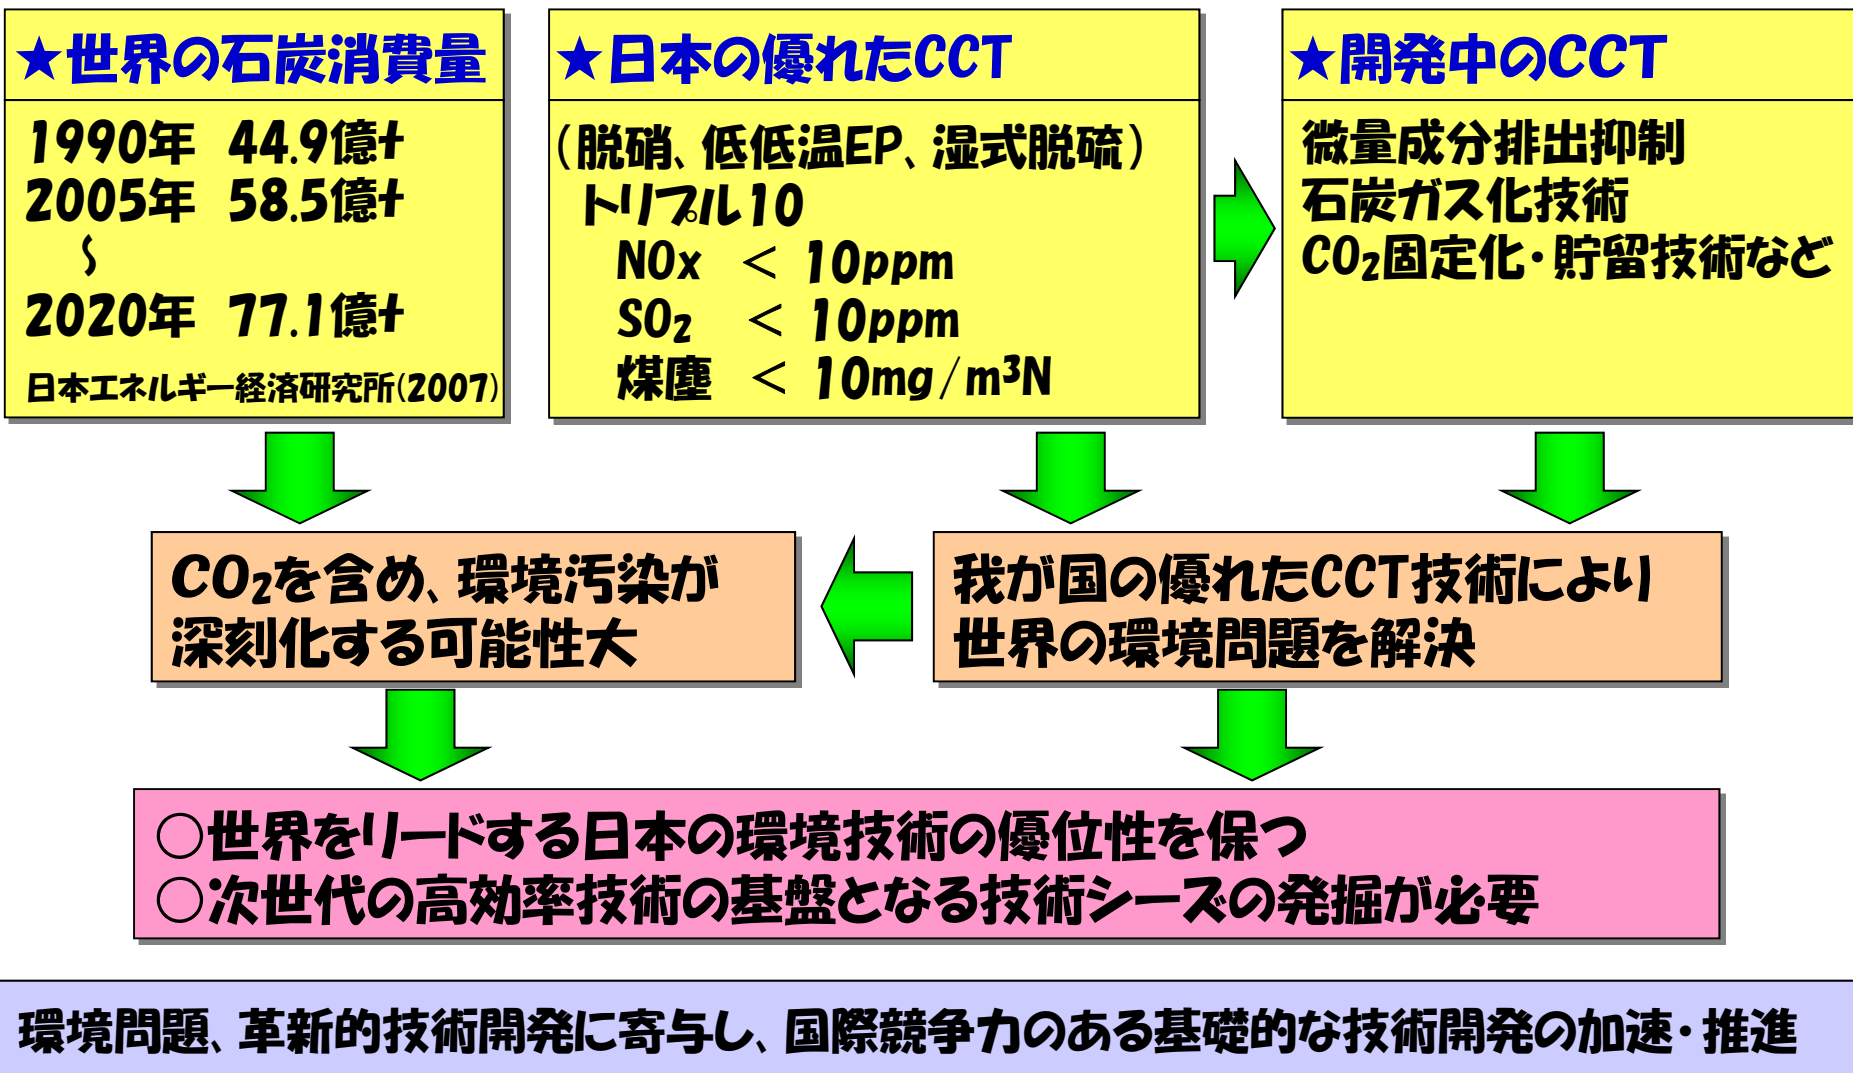 ★世界の石炭消費量
1990年 44.9億t
2005年 58.5億t
～
2020年 77.1億t
日本エネルギー経済研究所(2007)
★日本の優れたCCT
（脱硝、低低温EP、湿式脱硫）
トリプル10
NOx ＜ 10ppm
SO₂ ＜ 10ppm
煤塵 ＜ 10mg/m³N
★開発中のCCT
微量成分排出抑制
石炭ガス化技術
CO₂固定化・貯留技術など
CO₂を含め、環境汚染が
深刻化する可能性大
我が国の優れたCCT技術により
世界の環境問題を解決
○世界をリードする日本の環境技術の優位性を保つ
○次世代の高効率技術の基盤となる技術シーズの発掘が必要
環境問題、革新的技術開発に寄与し、国際競争力のある基礎的な技術開発の加速・推進